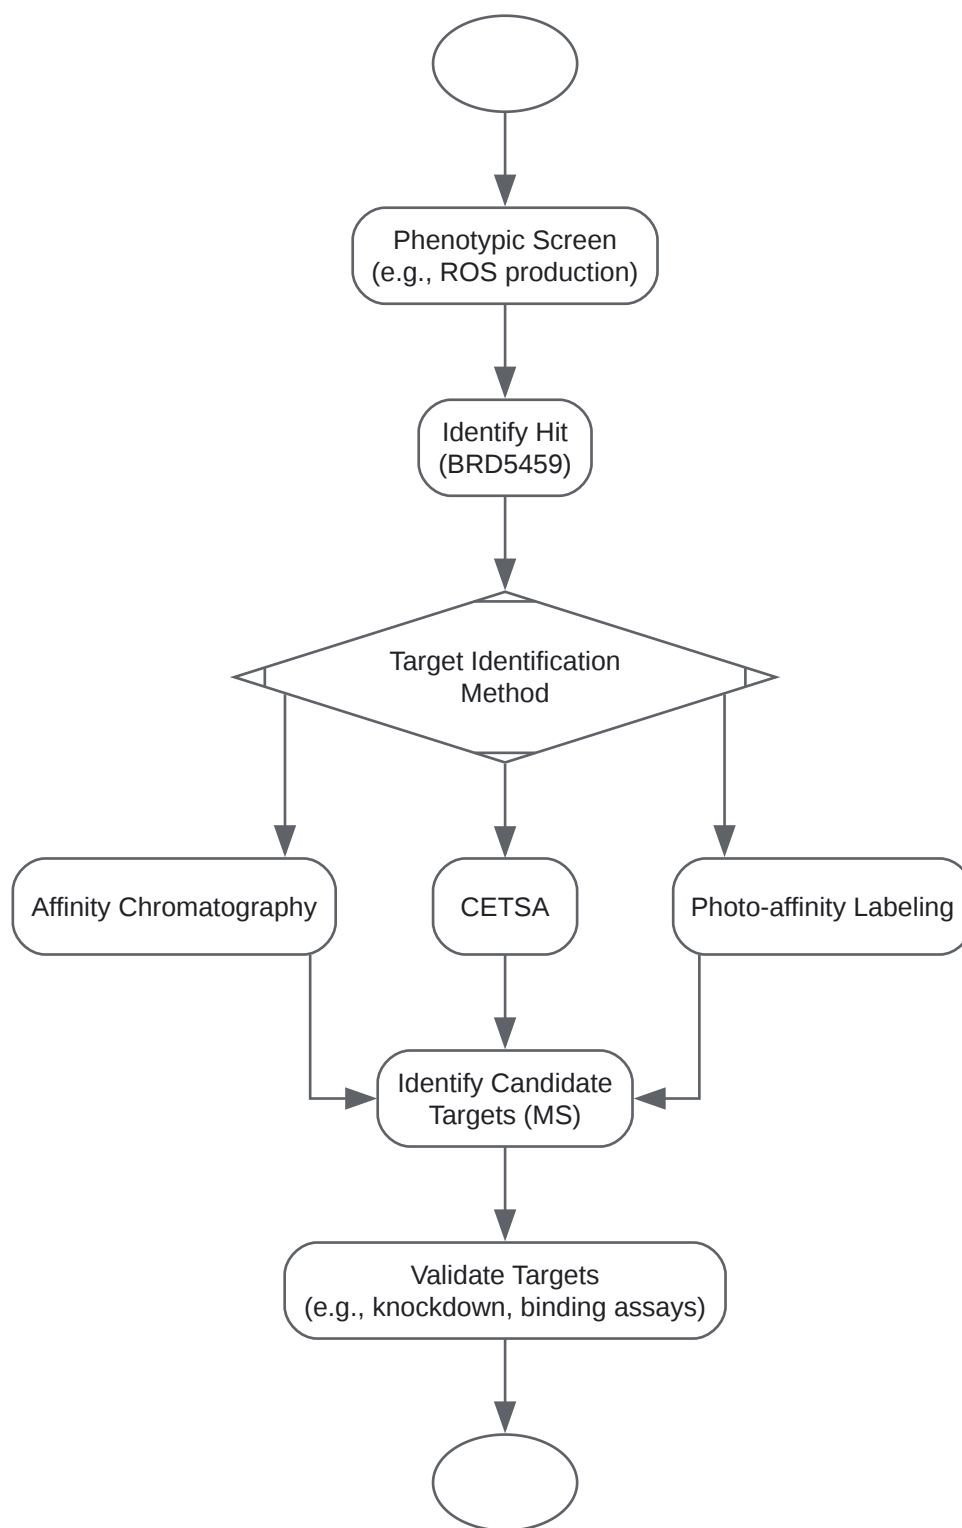 Phenotypic Screen
(e.g., ROS production)
Identify Hit
(BRD5459)
Target Identification
Method
Affinity Chromatography
CETSA
Photo-affinity Labeling
Identify Candidate
Targets (MS)
Validate Targets
(e.g., knockdown, binding assays)